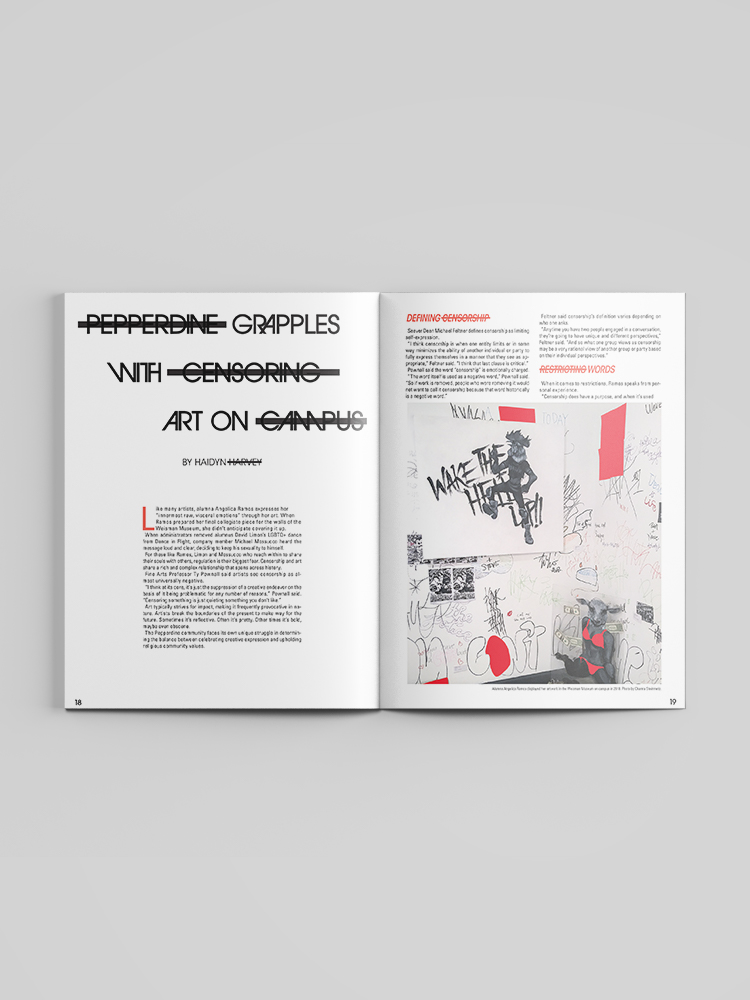 PEPPERDINE GRAPPLES
WITH CENSORING
ART ON CAMPUS
BY HAIDYN HARVEY
Like many artists, alumna Angelica Ramos expresses her
"innermost raw, visceral emotions" through her art. When
Ramos prepared her final collegiate piece for the walls of the
Weisman Museum, she didn't anticipate covering it up.
When administrators removed alumnus David Limon's LGBTQ+ dance
from Dance in Flight, company member Michael Massucco heard the
message loud and clear, deciding to keep his sexuality to himself.
For those like Ramos, Limon and Massucco who reach within to share
their souls with others, regulation is their biggest fear. Censorship and art
share a rich and complex relationship that spans across history.
Fine Arts Professor Ty Pownall said artists see censorship as al-
most universally negative.
"I think at its core, it's just the suppression of a creative endeavor on the
basis of it being problematic for any number of reasons," Pownall said.
"Censoring something is just quieting something you don't like."
Art typically strives for impact, making it frequently provocative in na-
ture. Artists break the boundaries of the present to make way for the
future. Sometimes it's reflective. Often it's pretty. Other times it's bold,
maybe even obscene.
The Pepperdine community faces its own unique struggle in determin-
ing the balance between celebrating creative expression and upholding
religious community values.
18
DEFINING CENSORSHIP
Seaver Dean Michael Feltner defines censorship as limiting
self-expression.
"I think censorship is when one entity limits or in some
way minimizes the ability of another individual or party to
fully express themselves in a manner that they see as ap-
propriate," Feltner said. "I think that last clause is critical."
Pownall said the word "censorship" is emotionally charged.
"The word itself is used as a negative word," Pownall said.
"So if work is removed, people who were removing it would
not want to call it censorship because that word historically
is a negative word."
Feltner said censorship's definition varies depending on
who one asks.
"Anytime you have two people engaged in a conversation,
they're going to have unique and different perspectives,"
Feltner said. "And so what one group views as censorship
may be a very rational view of another group or party based
on their individual perspectives."
RESTRICTING WORDS
When it comes to restrictions, Ramos speaks from per-
sonal experience.
"Censorship does have a purpose, and when it's used
TODAY
WAKE THE
UP!!
Alumna Angelica Ramos displayed her artwork in the Weisman Museum on campus in 2018. Photo by
19